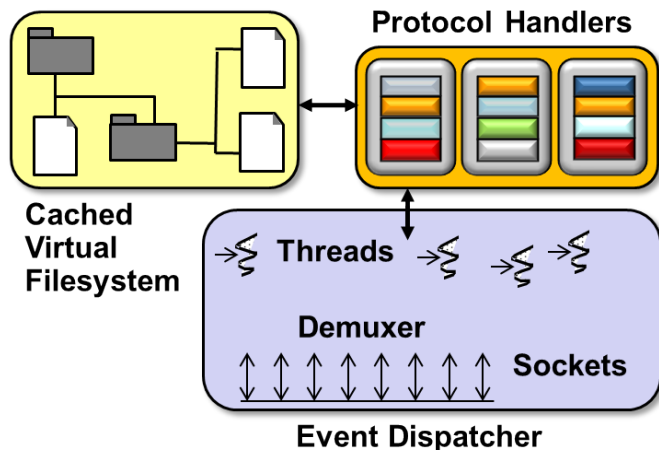 Protocol Handlers
Cached
Virtual
Filesystem
Threads
Demuxer
Sockets
Event Dispatcher